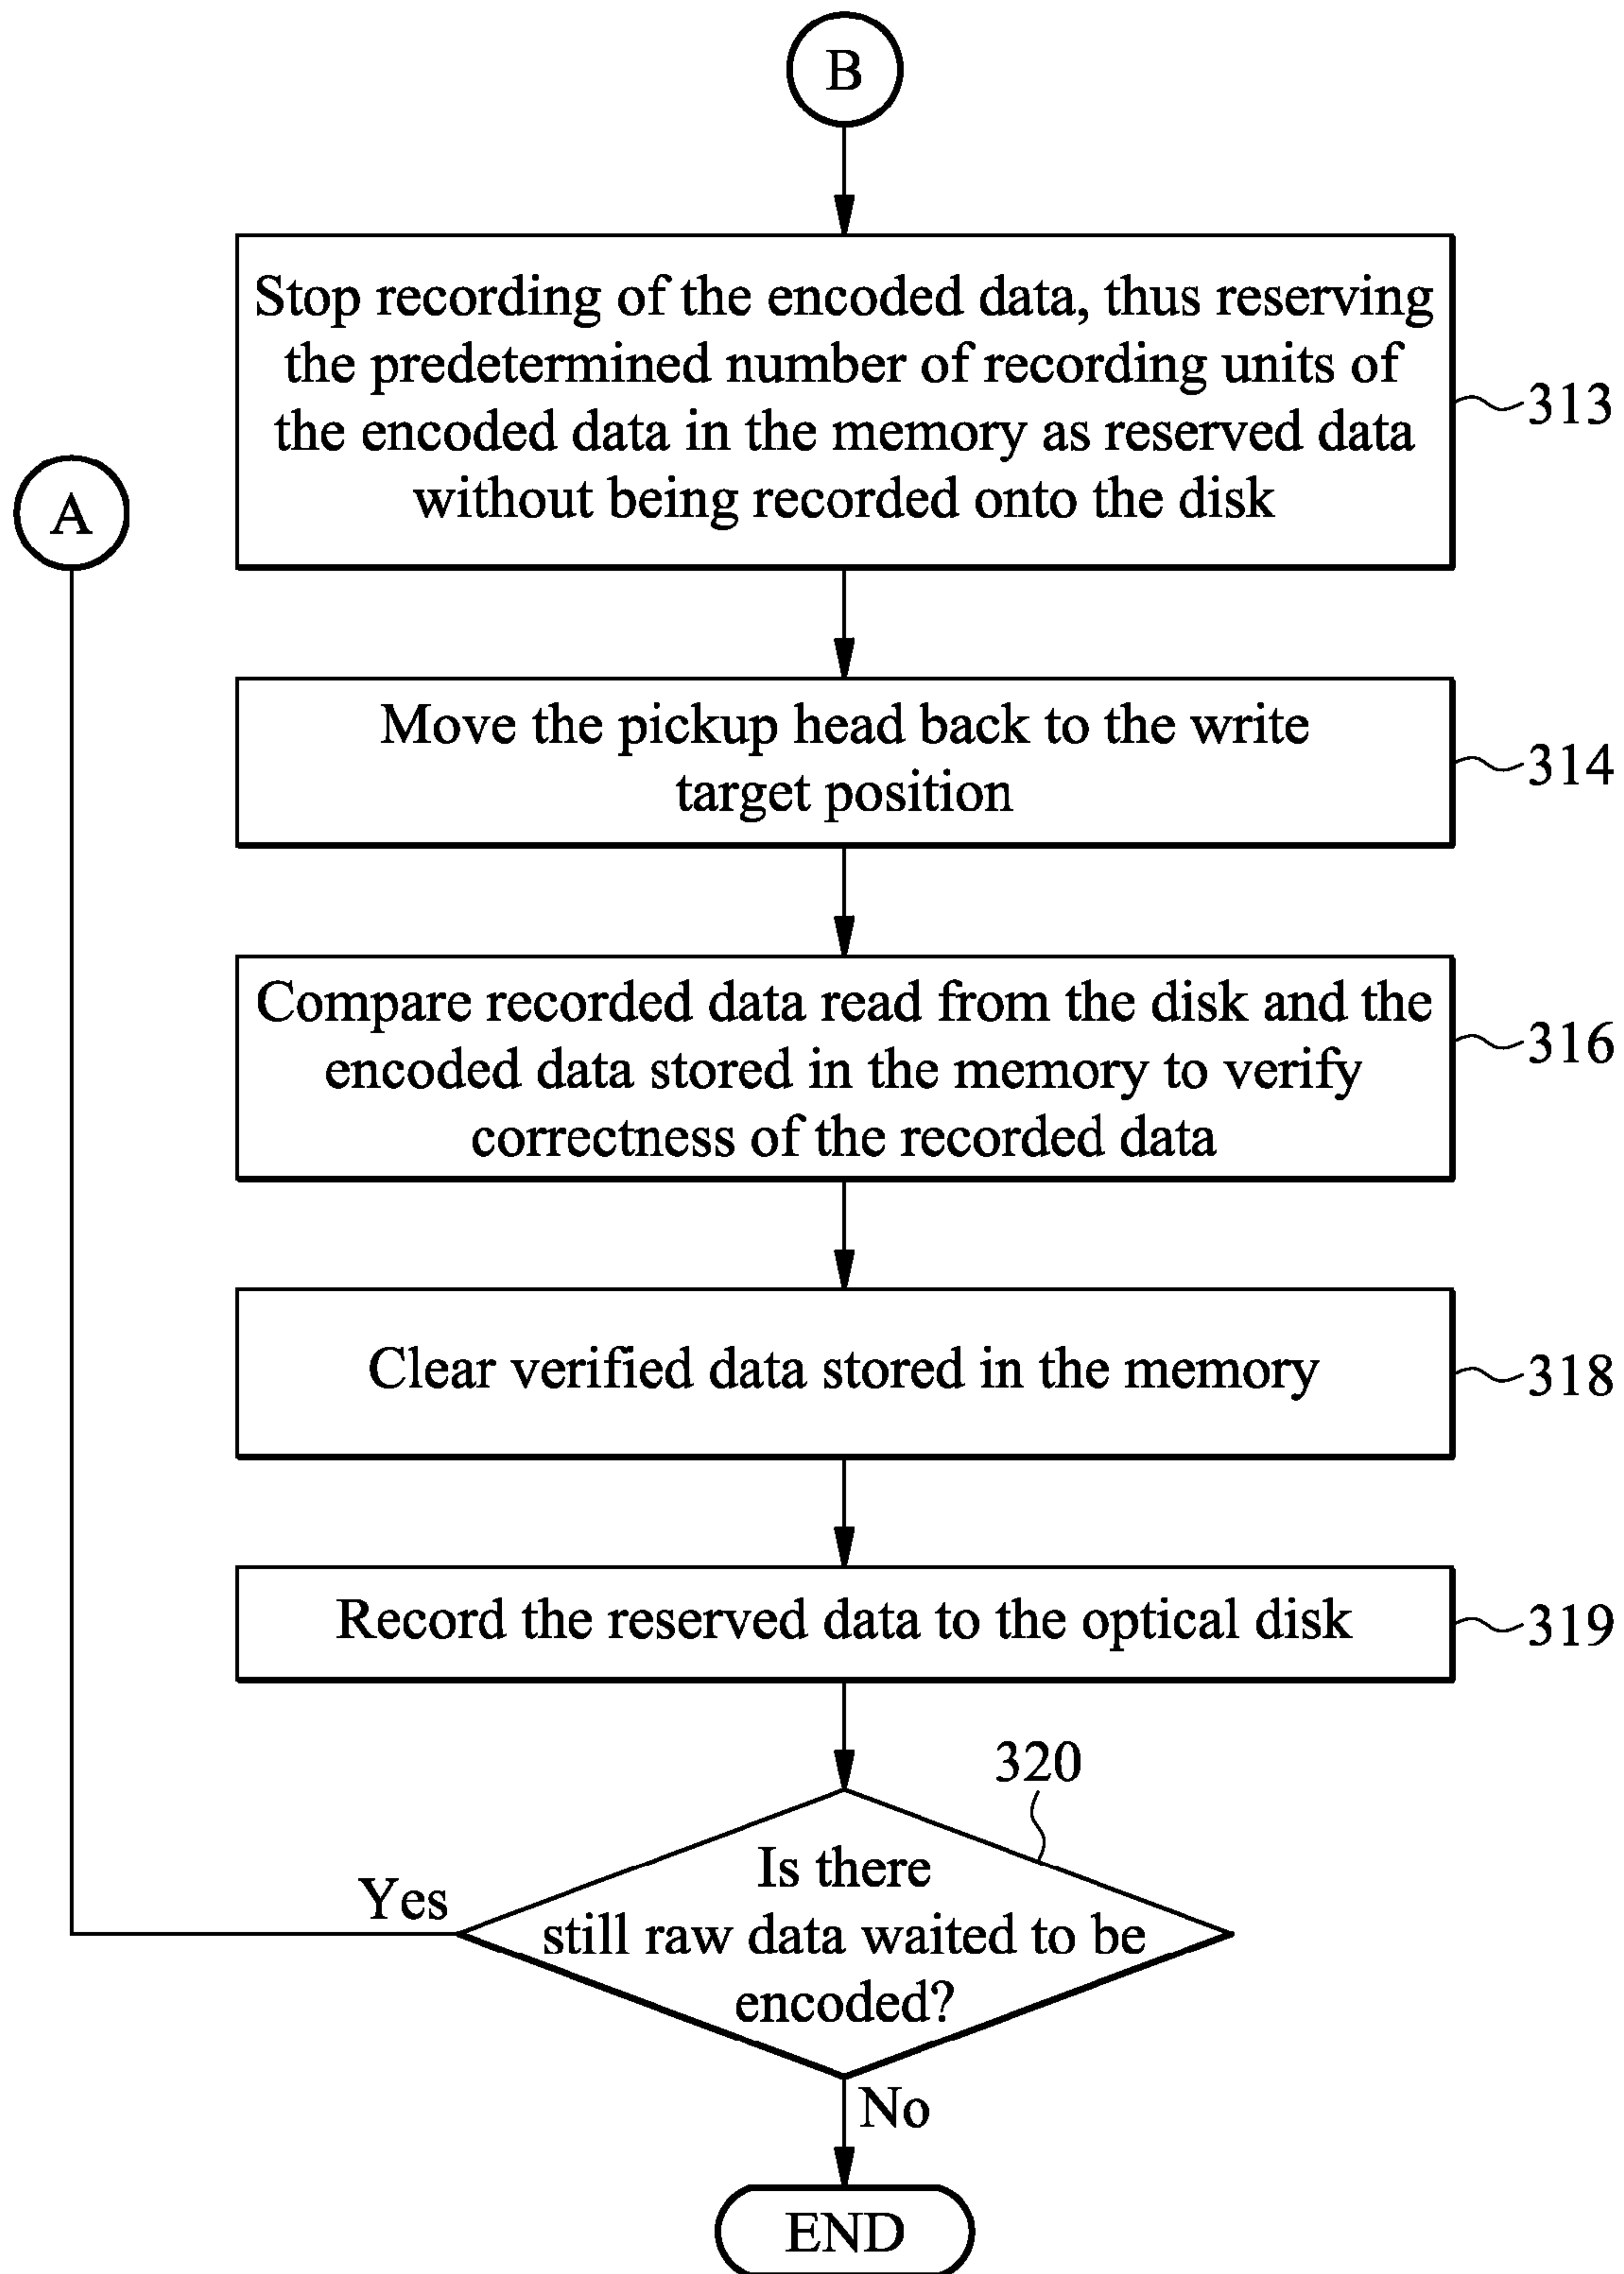 B
Stop recording of the encoded data, thus reserving
the predetermined number of recording units of
the encoded data in the memory as reserved data
without being recorded onto the disk
313
A
Move the pickup head back to the write
target position
314
Compare recorded data read from the disk and the
encoded data stored in the memory to verify
correctness of the recorded data
316
Clear verified data stored in the memory
318
Record the reserved data to the optical disk
319
320
Is there
still raw data waited to be
encoded?
Yes
No
END